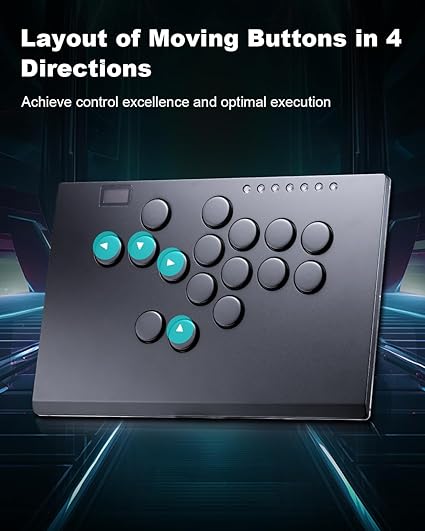 Layout of Moving Buttons in 4
Directions
Achieve control excellence and optimal execution